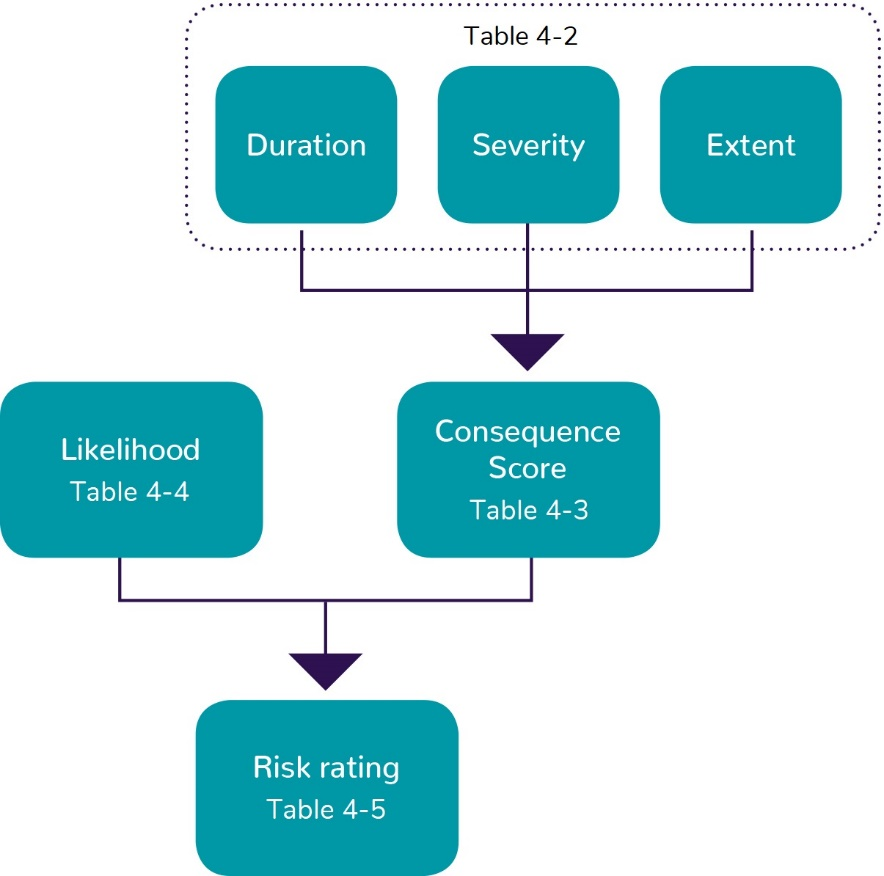 Table 4-2
Duration
Severity
Extent
Likelihood
Table 4-4
Consequence
Score
Table 4-3
Risk rating
Table 4-5